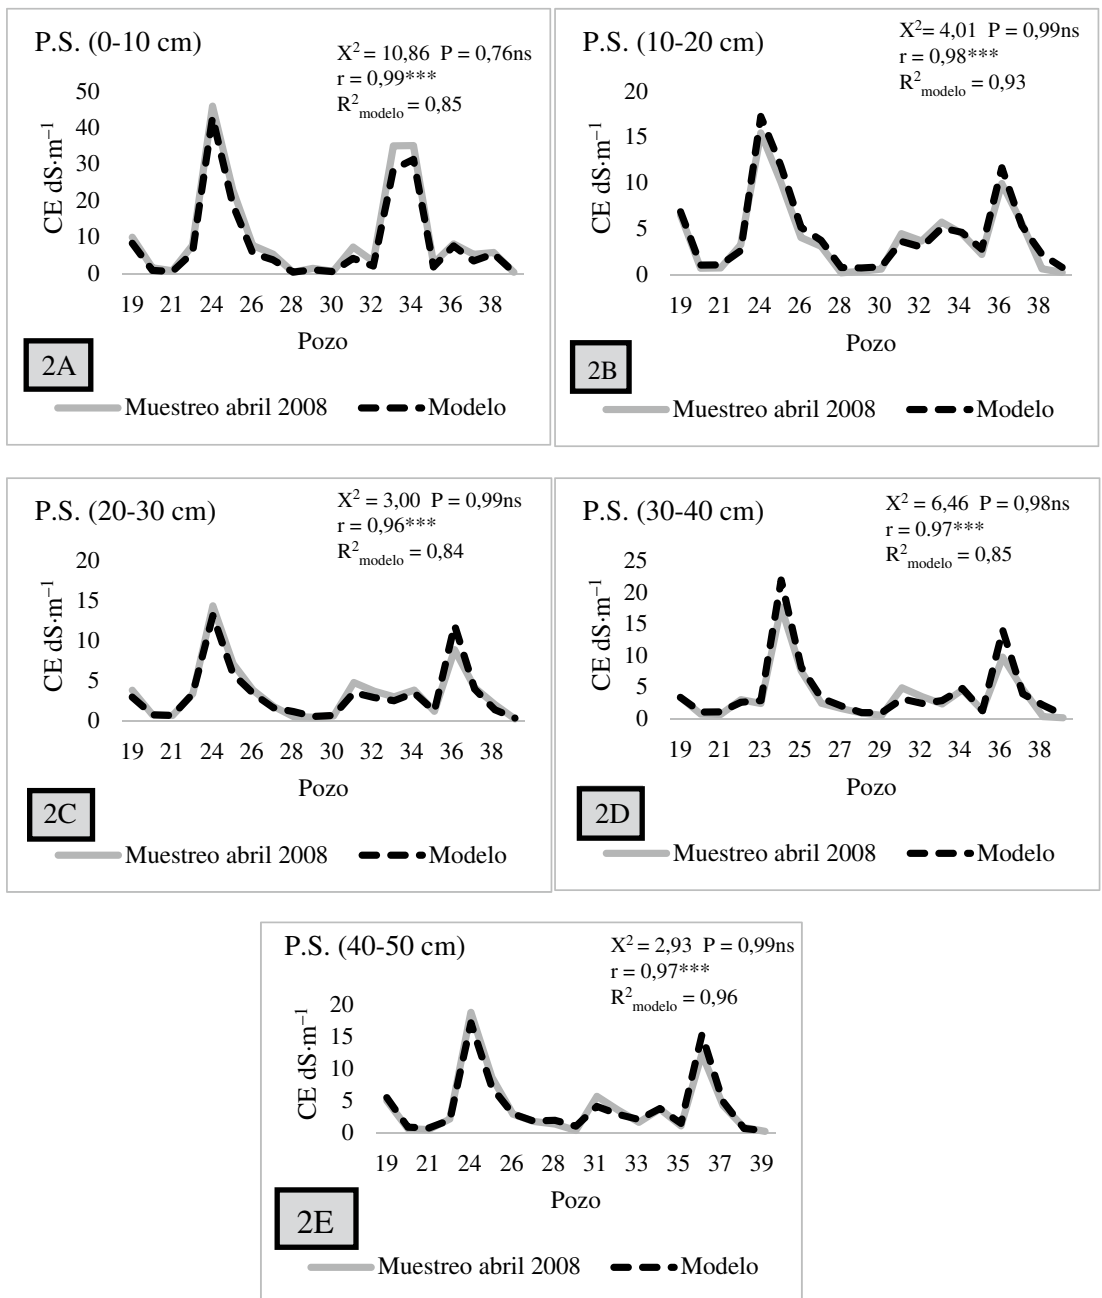 P.S. (0-10 cm)
X² = 10,86 P = 0,76ns
r = 0,99***
R²modelo = 0,85
50
40
30
20
10
0
CE dS·m⁻¹
19 21 24 26 28 30 32 34 36 38
Pozo
2A
Muestreo abril 2008 Modelo
P.S. (10-20 cm)
X²= 4,01 P = 0,99ns
r = 0,98***
R²modelo = 0,93
20
15
10
5
0
CE dS·m⁻¹
19 21 24 26 28 30 32 34 36 38
Pozo
2B
Muestreo abril 2008 Modelo
P.S. (20-30 cm)
X² = 3,00 P = 0,99ns
r = 0,96***
R²modelo = 0,84
20
15
10
5
0
CE dS·m⁻¹
19 21 24 26 28 30 32 34 36 38
Pozo
2C
Muestreo abril 2008 Modelo
P.S. (30-40 cm)
X² = 6,46 P = 0,98ns
r = 0.97***
R²modelo = 0,85
25
20
15
10
5
0
CE dS·m⁻¹
19 21 23 25 27 29 32 34 36 38
Pozo
2D
Muestreo abril 2008 Modelo
P.S. (40-50 cm)
X² = 2,93 P = 0,99ns
r = 0,97***
R²modelo = 0,96
20
15
10
5
0
CE dS·m⁻¹
19 21 24 26 28 31 33 35 37 39
Pozo
2E
Muestreo abril 2008 Modelo